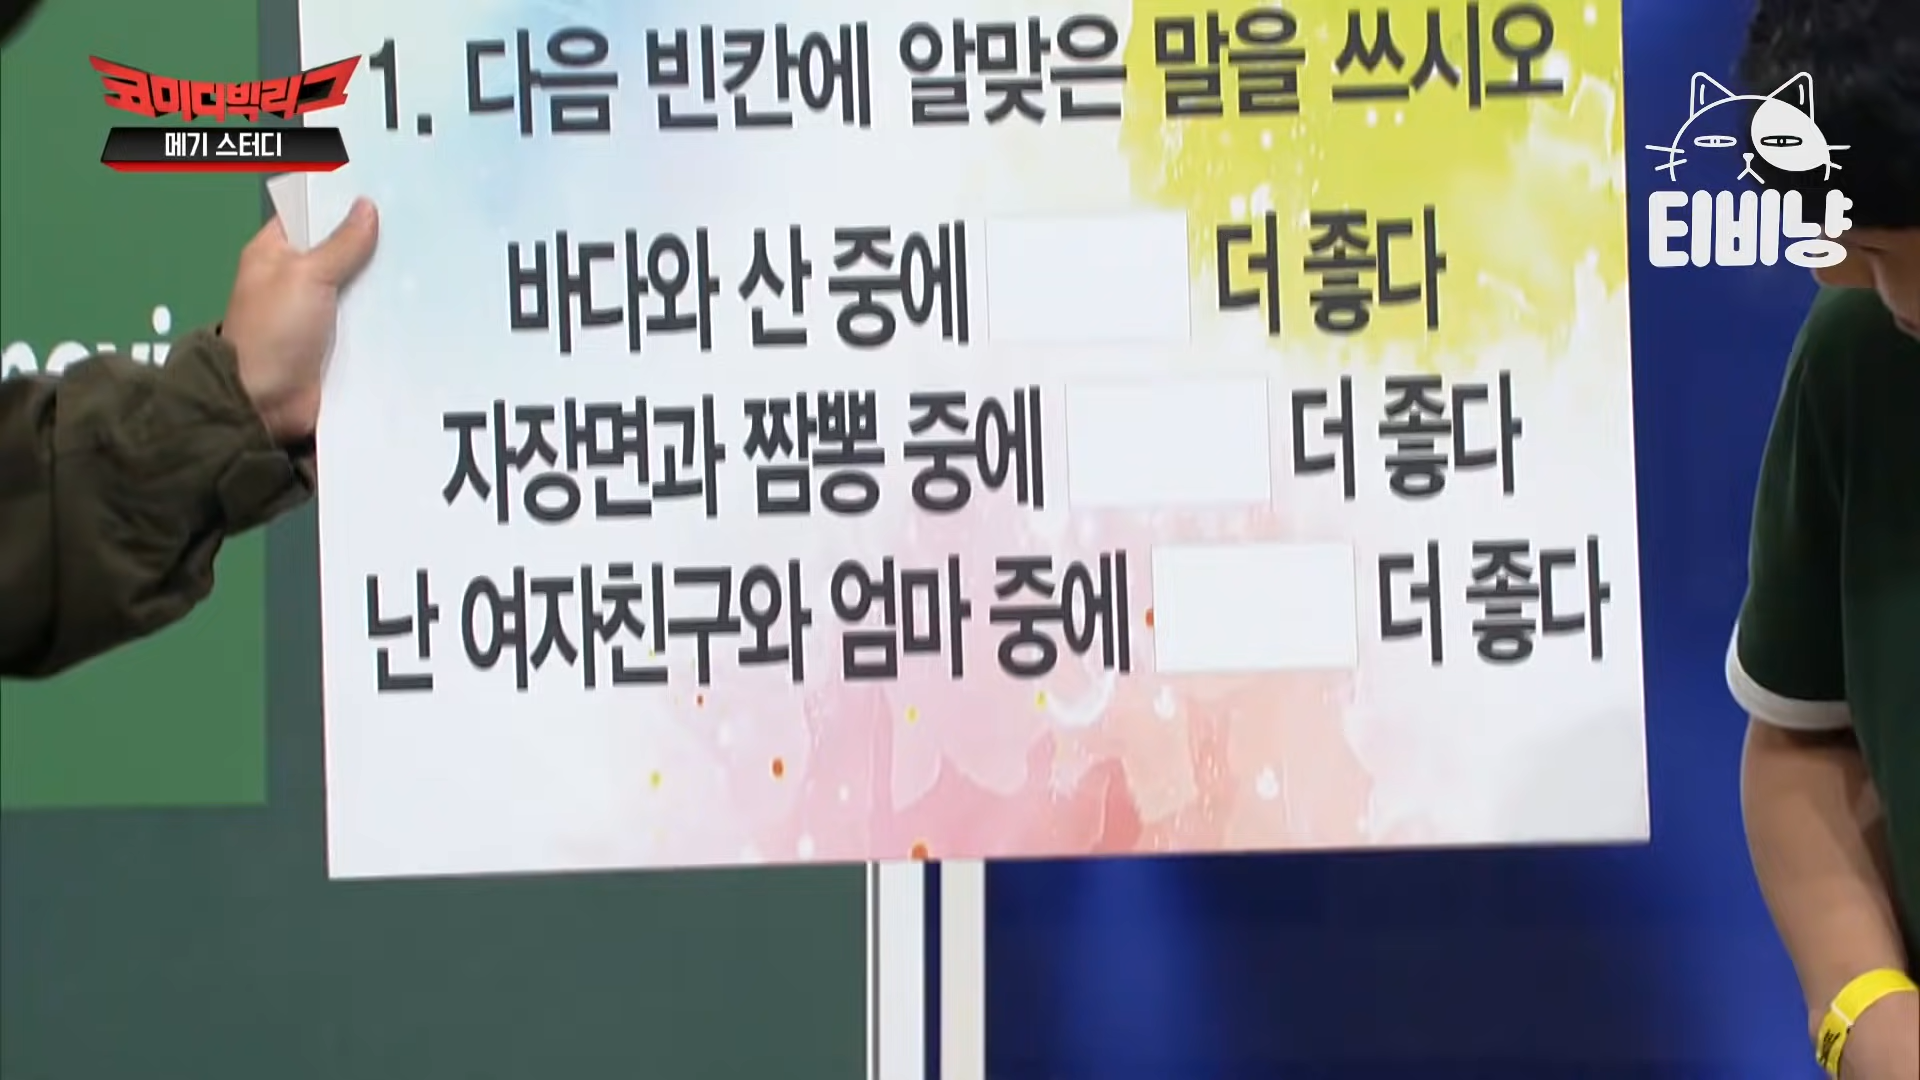 코미디빅리그
메기 스터디
티비냥
1. 다음 빈칸에 알맞은 말을 쓰시오
바다와 산 중에 더 좋다
자장면과 짬뽕 중에 더 좋다
난 여자친구와 엄마 중에 더 좋다